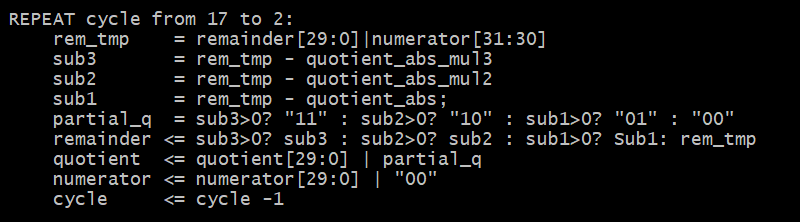 REPEAT cycle from 17 to 2:
    rem_tmp    = remainder[29:0]|numerator[31:30]
    sub3       = rem_tmp - quotient_abs_mul3
    sub2       = rem_tmp - quotient_abs_mul2
    sub1       = rem_tmp - quotient_abs;
    partial_q  = sub3>0? "11" : sub2>0? "10" : sub1>0? "01" : "00"
    remainder <= sub3>0? sub3 : sub2>0? sub2 : sub1>0? Sub1: rem_tmp
    quotient  <= quotient[29:0] | partial_q
    numerator <= numerator[29:0] | "00"
    cycle     <= cycle -1